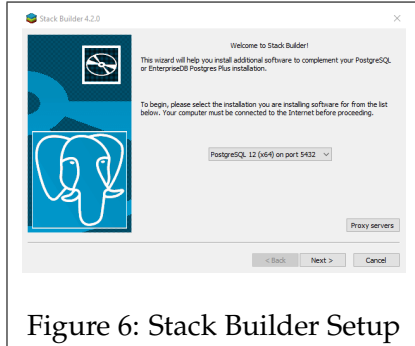 Stack Builder 4.2.0
Welcome to Stack Builder!
This wizard will help you install additional software to complement your PostgreSQL
or EnterpriseDB Postgres Plus installation.
To begin, please select the installation you are installing software for from the list
below. Your computer must be connected to the Internet before proceeding.
PostgreSQL 12 (x64) on port 5432
Proxy servers
< Back Next > Cancel
Figure 6: Stack Builder Setup